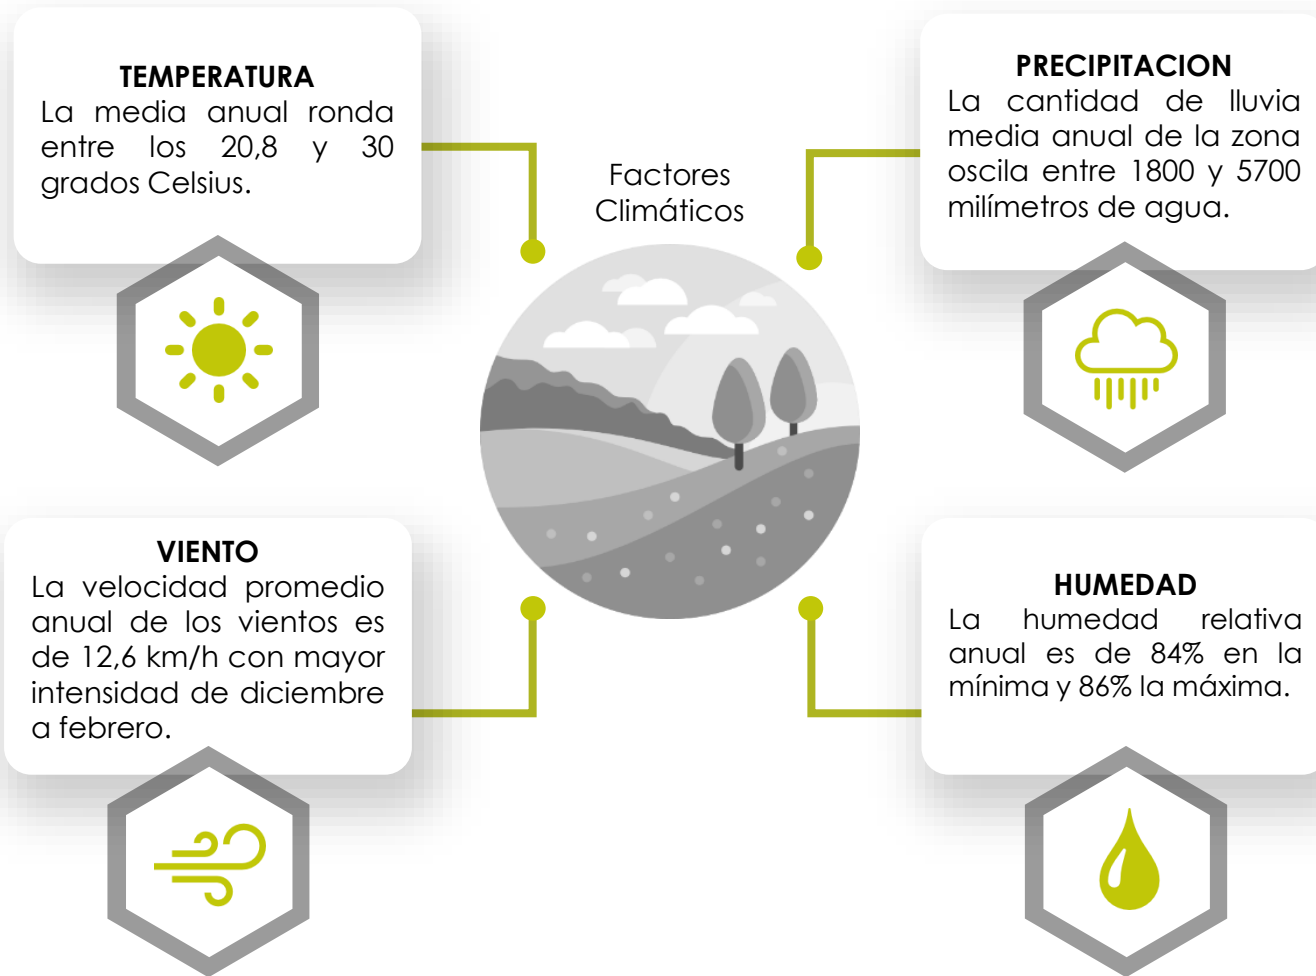 TEMPERATURA
La media anual ronda
entre los 20,8 y 30
grados Celsius.
Factores
Climáticos
PRECIPITACION
La cantidad de lluvia
media anual de la zona
oscila entre 1800 y 5700
milímetros de agua.
VIENTO
La velocidad promedio
anual de los vientos es
de 12,6 km/h con mayor
intensidad de diciembre
a febrero.
HUMEDAD
La humedad relativa
anual es de 84% en la
mínima y 86% la máxima.